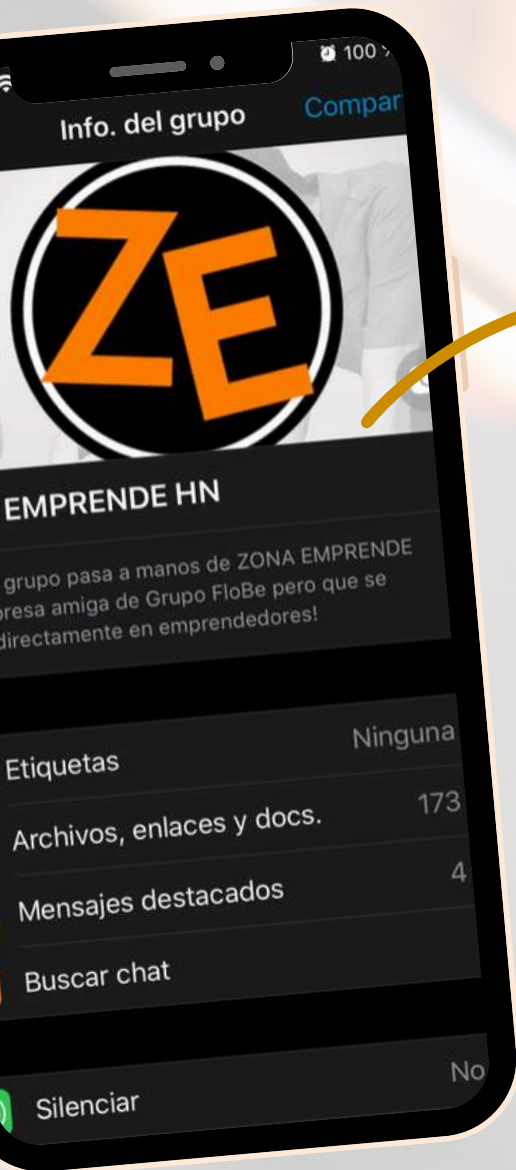 100
Info. del grupo
Compar
ZE
EMPRENDE HN
grupo pasa a manos de ZONA EMPRENDE
presa amiga de Grupo FloBe pero que se
directamente en emprendedores!
Etiquetas Ninguna
Archivos, enlaces y docs. 173
Mensajes destacados 4
Buscar chat
Silenciar No